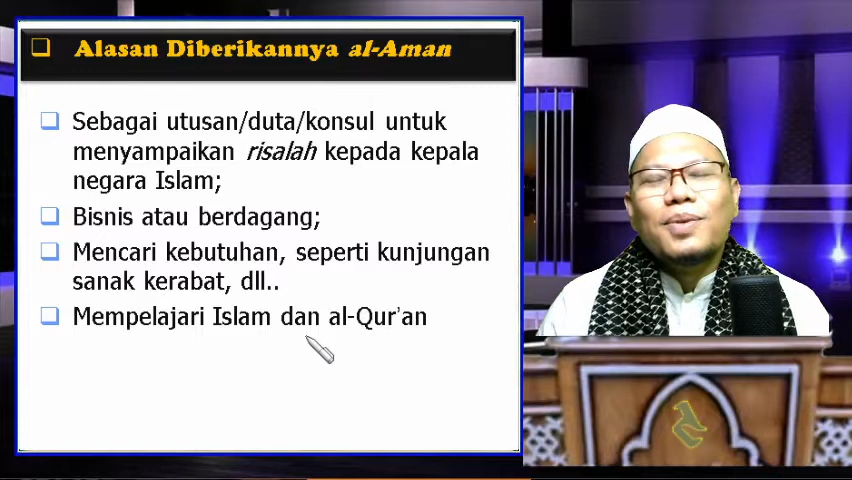 Alasan Diberikannya al-Aman
Sebagai utusan/duta/konsul untuk
menyampaikan risalah kepada kepala
negara Islam;
Bisnis atau berdagang;
Mencari kebutuhan, seperti kunjungan
sanak kerabat, dll..
Mempelajari Islam dan al-Qur’an